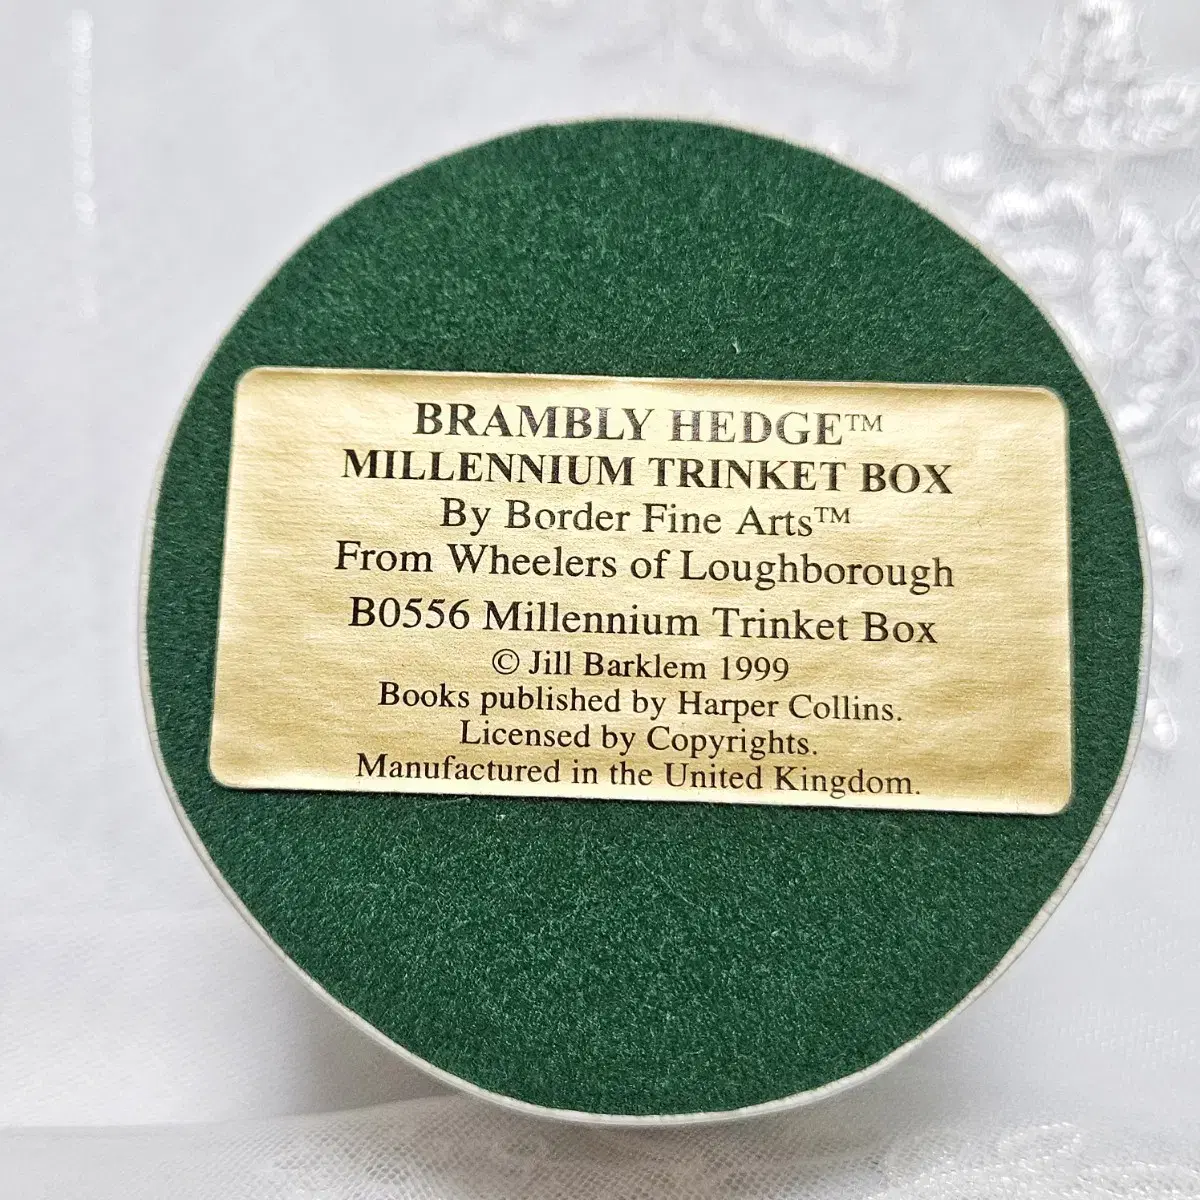 BRAMBLY HEDGE™
MILLENNIUM TRINKET BOX
By Border Fine Arts™
From Wheelers of Loughborough
B0556 Millennium Trinket Box
© Jill Barklem 1999
Books published by Harper Collins.
Licensed by Copyrights.
Manufactured in the United Kingdom.